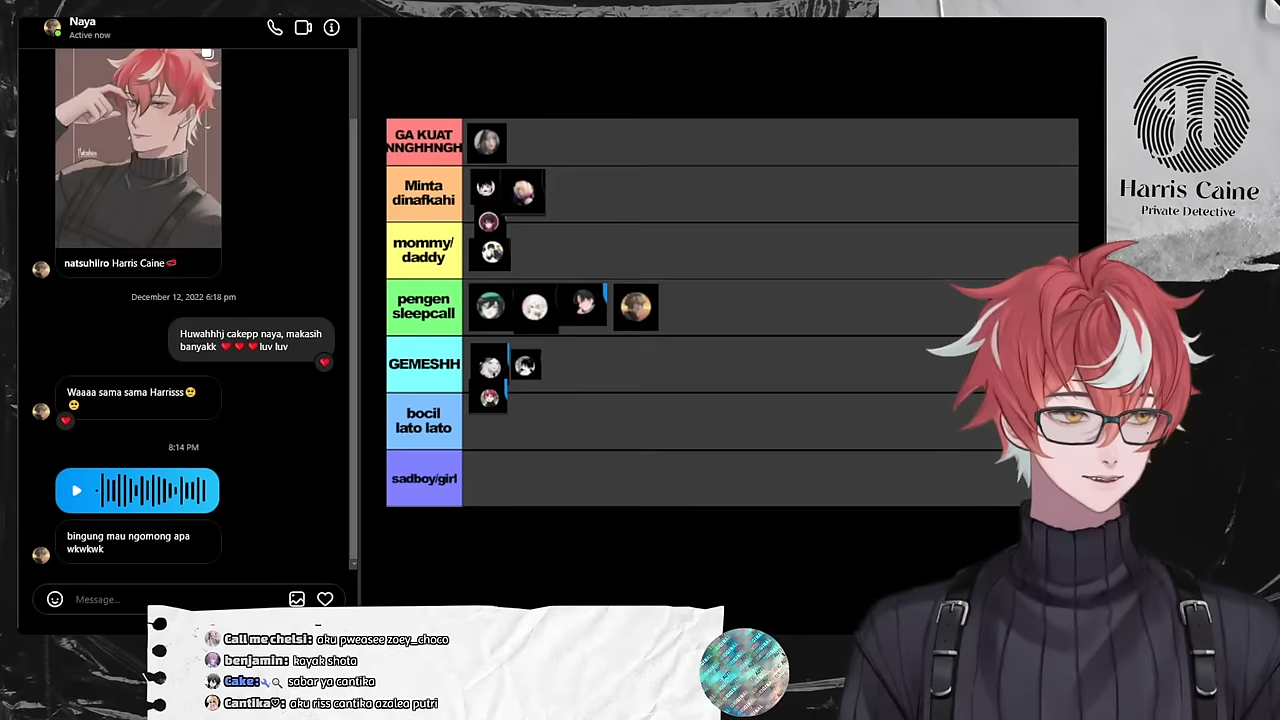 Naya
Active now
Natsuhiiro
natsuhiiro Harris Caine
December 12, 2022 6:18 pm
Huwahhhj cakepp naya, makasih
banyakk ❤️ ❤️ ❤️ luv luv
Waaaa sama sama Harrisss🥺
🥺
8:14 PM
bingung mau ngomong apa
wkwkwk
Message...
GA KUAT
NNGHHNGH
Minta
dinafkahi
mommy/
daddy
pengen
sleepcall
GEMESHH
bocil
lato lato
sadboy/girl
Harris Caine
Private Detective
Call me chelsi: aku pweasee zoey_choco
benjamin: kayak shota
Cake: sabar ya cantika
Cantika♡: aku riss cantika azalea putri